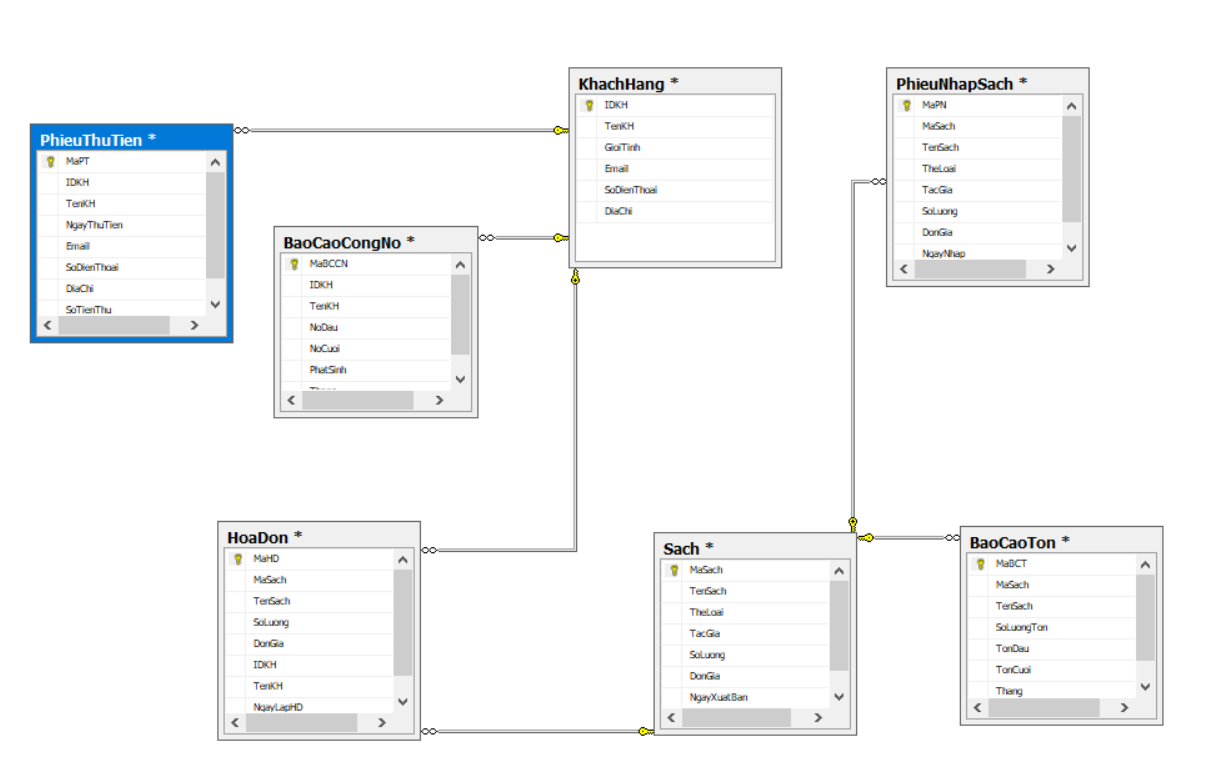 KhachHang *
IDKH
TenKH
GioiTinh
Email
SoDienThoai
DiaChi
PhieuNhapSach *
MaPN
MaSach
TenSach
TheLoai
TacGia
SoLuong
DonGia
NgayNhap
PhieuThuTien *
MaPT
IDKH
TenKH
NgayThuTien
Email
SoDienThoai
DiaChi
SoTienThu
BaoCaoCongNo *
MaBCCN
IDKH
TenKH
NoDau
NoCuoi
PhatSinh
HoaDon *
MaHD
MaSach
TenSach
SoLuong
DonGia
IDKH
TenKH
NgayLapHD
Sach *
MaSach
TenSach
TheLoai
TacGia
SoLuong
DonGia
NgayXuatBan
BaoCaoTon *
MaBCT
MaSach
TenSach
SoLuongTon
TonDau
TonCuoi
Thang